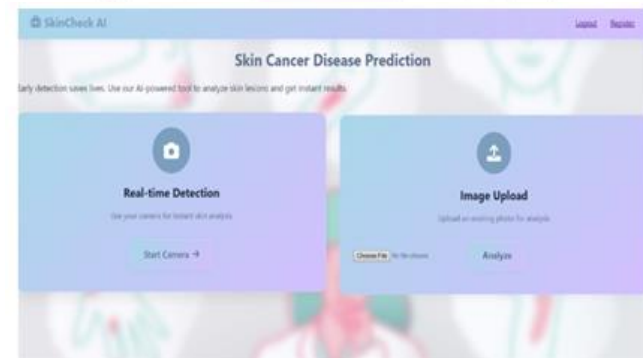 SkinCheck AI
Logout Register
Skin Cancer Disease Prediction
Early detection saves lives. Use our AI-powered tool to analyze skin lesions and get instant results.
Real-time Detection
Use your camera for instant skin analysis
Start Camera →
Image Upload
Upload an existing photo for analysis
Choose File No file chosen
Analyze